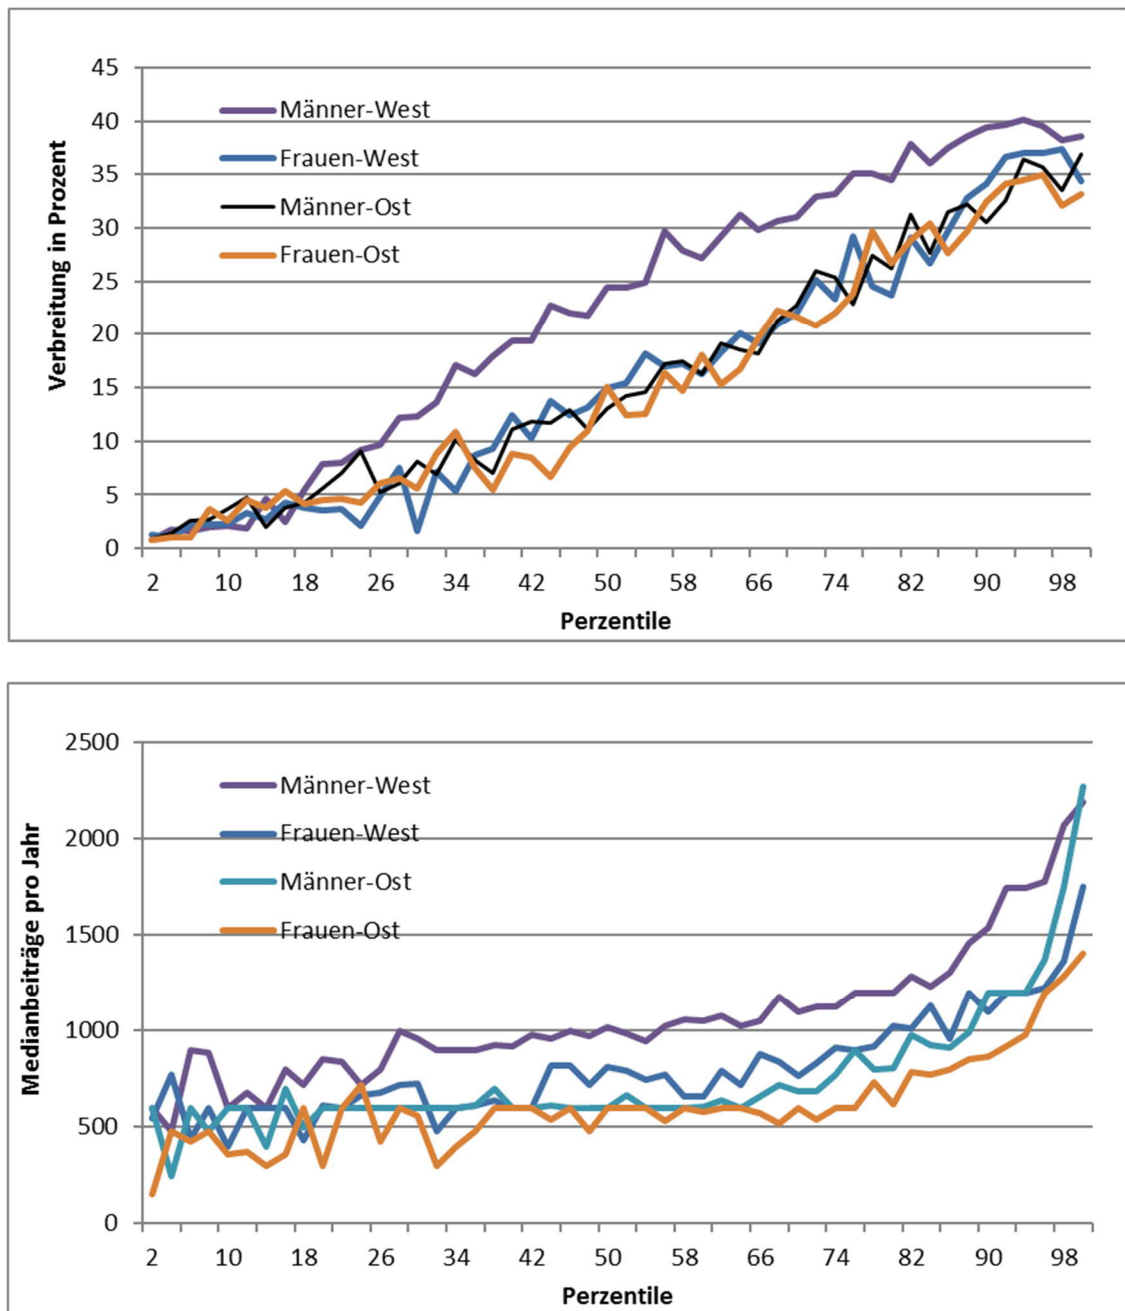 Verbreitung in Prozent
45
40
35
30
25
20
15
10
5
0
Männer-West
Frauen-West
Männer-Ost
Frauen-Ost
2 10 18 26 34 42 50 58 66 74 82 90 98
Perzentile
Medianbeiträge pro Jahr
2500
2000
1500
1000
500
0
Männer-West
Frauen-West
Männer-Ost
Frauen-Ost
2 10 18 26 34 42 50 58 66 74 82 90 98
Perzentile